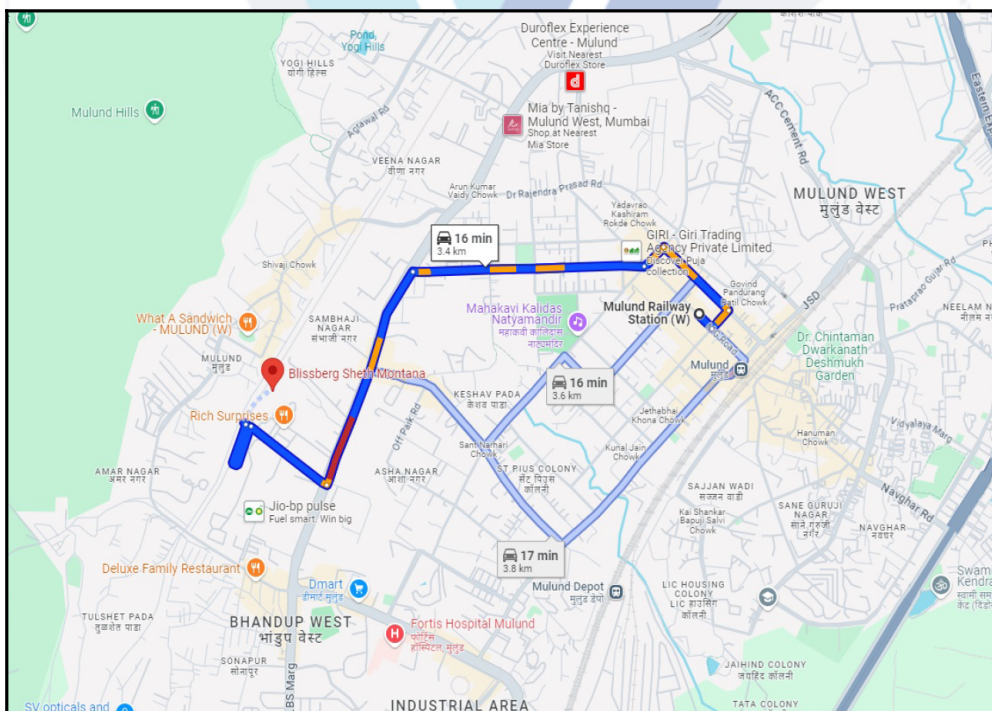 Duroflex Experience
Centre - Mulund
Visit Nearest
Duroflex Store
Pond,
Yogi Hills
YOGI HILLS
योगी हिल्स
Mulund Hills
Agrawal Rd
Mia by Tanishq -
Mulund West, Mumbai
Shop at Nearest
Mia Store
ACC Cement Rd
Eastern Exp
VEENA NAGAR
वीणा नगर
Arun Kumar
Vaidy Chowk
Dr Rajendra Prasad Rd
MULUND WEST
मुलुंड वेस्ट
Yadavrao
Kashiram
Rokde Chowk
16 min
3.4 km
GIRI - Giri Trading
Agency Private Limited
Discover Puja
collection
Shivaji Chowk
Govind
Pandurang
Batil Chowk
JSD
Pratap Gujar Rd
NEELAM N
नीलम न
Mahakavi Kalidas
Natyamandir
महाकवी कालिदास
नाट्यमंदिर
Mulund Railway
Station (W)
What A Sandwich
- MULUND (W)
SAMBHAJI
NAGAR
संभाजी नगर
Dr. Chintaman
Dwarkanath
Deshmukh
Garden
MULUND
मुलुंड
Mulund
मुलुंड
Blissberg Sheth Montana
16 min
3.6 km
KESHAV PADA
केशव पाडा
Rich Surprises
Off Paik Rd
Jethabhai
Khona Chowk
Vidyalaya Marg
Hanuman
Chowk
Sant Namari
Chowk
Kunal Jain
Chowk
AMAR NAGAR
अमर नगर
ASHA NAGAR
आशा नगर
ST PIUS COLONY
सेंट पिउस
कॉलनी
SAJJAN WADI
सज्जन वाडी
Navghar Rd
Jio-bp pulse
Fuel smart. Win big
Kai Shankar-
Bapuji Salvi
Chowk
SANE GURUJI
NAGAR
साने गुरुजी
नगर
NAVGHAR
नवघर
17 min
3.8 km
Deluxe Family Restaurant
Dmart
डीमार्ट मुलुंड
Mulund Depot
मुलुंड डेपो
LIC HOUSING
COLONY
LIC हाउसिंग
कॉलनी
Swami
Kendra
TULSHET PADA
तुळशेत पाडा
BHANDUP WEST
भांडुप वेस्ट
Fortis Hospital Mulund
फोर्टिस
हॉस्पिटल, मुलुंड
SONAPUR
सोनापूर
LBS Marg
JAIHIND COLONY
जयहिंद कॉलनी
INDUSTRIAL AREA
TATA COLONY
SV opticals and